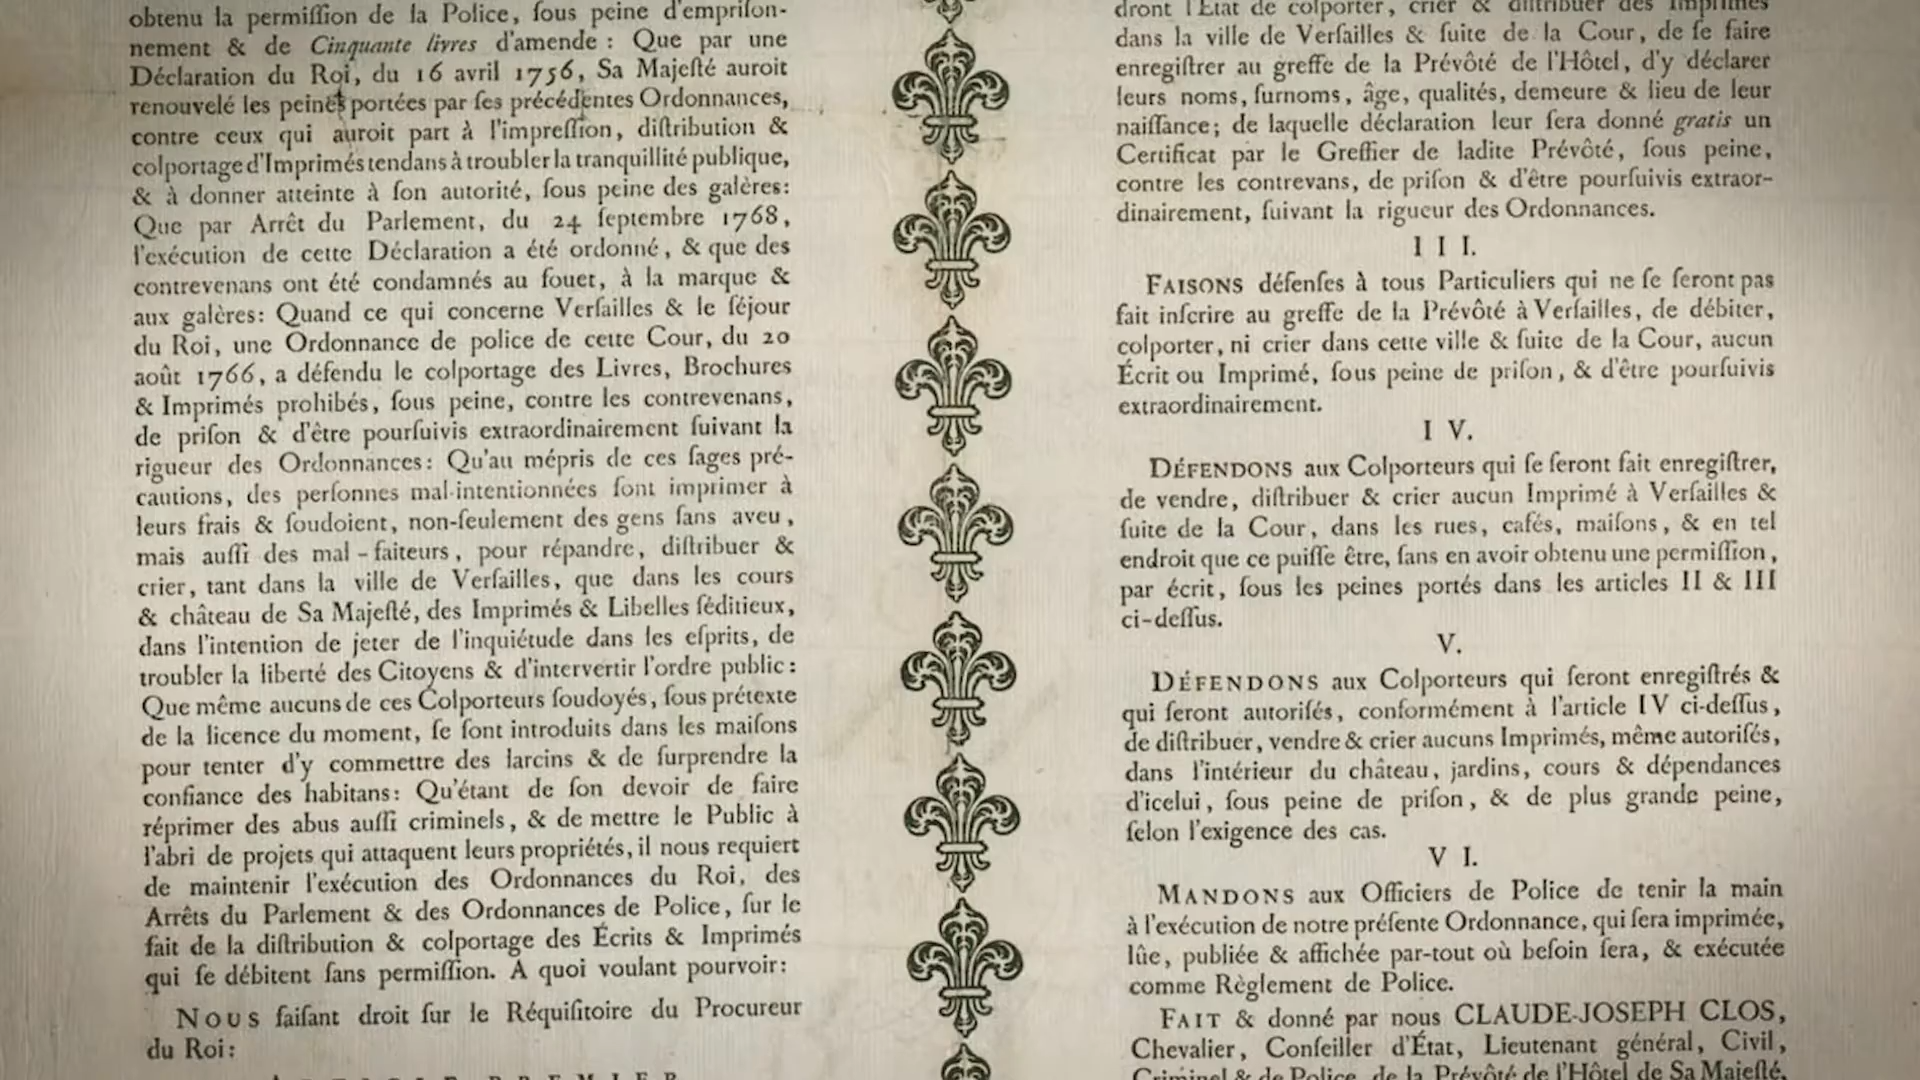 obtenu la permiſſion de la Police, ſous peine d'empriſon-
nement & de Cinquante livres d'amende : Que par une
Déclaration du Roi, du 16 avril 1756, Sa Majeſté auroit
renouvelé les peines portées par ſes précédentes Ordonnances,
contre ceux qui auroit part à l'impreſſion, diſtribution &
colportage d'Imprimés tendans à troubler la tranquillité publique,
& à donner atteinte à ſon autorité, ſous peine des galères:
Que par Arrêt du Parlement, du 24 ſeptembre 1768,
l'exécution de cette Déclaration a été ordonné, & que des
contrevenans ont été condamnés au fouet, à la marque &
aux galères: Quand ce qui concerne Verſailles & le ſéjour
du Roi, une Ordonnance de police de cette Cour, du 20
août 1766, a défendu le colportage des Livres, Brochures
& Imprimés prohibés, ſous peine, contre les contrevenans,
de priſon & d'être pourſuivis extraordinairement ſuivant la
rigueur des Ordonnances: Qu'au mépris de ces ſages pré-
cautions, des perſonnes mal-intentionnées ſont imprimer à
leurs frais & ſoudoient, non-ſeulement des gens ſans aveu,
mais auſſi des mal-faiteurs, pour répandre, diſtribuer &
crier, tant dans la ville de Verſailles, que dans les cours
& château de Sa Majeſté, des Imprimés & Libelles ſéditieux,
dans l'intention de jeter de l'inquiétude dans les eſprits, de
troubler la liberté des Citoyens & d'intervertir l'ordre public:
Que même aucuns de ces Colporteurs ſoudoyés, ſous prétexte
de la licence du moment, ſe ſont introduits dans les maiſons
pour tenter d'y commettre des larcins & de ſurprendre la
confiance des habitans: Qu'étant de ſon devoir de faire
réprimer des abus auſſi criminels, & de mettre le Public à
l'abri de projets qui attaquent leurs propriétés, il nous requiert
de maintenir l'exécution des Ordonnances du Roi, des
Arrêts du Parlement & des Ordonnances de Police, ſur le
fait de la diſtribution & colportage des Écrits & Imprimés
qui ſe débitent ſans permiſſion. A quoi voulant pourvoir:
NOUS faiſant droit ſur le Réquiſitoire du Procureur
du Roi:
ARTICLE PREMIER
dront l'État de colporter, crier & diſtribuer des Imprimés
dans la ville de Verſailles & ſuite de la Cour, de ſe faire
enregiſtrer au greffe de la Prévôté de l'Hôtel, d'y déclarer
leurs noms, ſurnoms, âge, qualités, demeure & lieu de leur
naiſſance; de laquelle déclaration leur ſera donné gratis un
Certificat par le Greffier de ladite Prévôté, ſous peine,
contre les contrevans, de priſon & d'être pourſuivis extraor-
dinairement, ſuivant la rigueur des Ordonnances.
III.
FAISONS défenſes à tous Particuliers qui ne ſe ſeront pas
fait inſcrire au greffe de la Prévôté à Verſailles, de débiter,
colporter, ni crier dans cette ville & ſuite de la Cour, aucun
Écrit ou Imprimé, ſous peine de priſon, & d'être pourſuivis
extraordinairement.
IV.
DÉFENDONS aux Colporteurs qui ſe ſeront fait enregiſtrer,
de vendre, diſtribuer & crier aucun Imprimé à Verſailles &
ſuite de la Cour, dans les rues, cafés, maiſons, & en tel
endroit que ce puiſſe être, ſans en avoir obtenu une permiſſion,
par écrit, ſous les peines portés dans les articles II & III
ci-deſſus.
V.
DÉFENDONS aux Colporteurs qui ſeront enregiſtrés &
qui ſeront autoriſés, conformément à l'article IV ci-deſſus,
de diſtribuer, vendre & crier aucuns Imprimés, même autoriſés,
dans l'intérieur du château, jardins, cours & dépendances
d'icelui, ſous peine de priſon, & de plus grande peine,
ſelon l'exigence des cas.
VI.
MANDONS aux Officiers de Police de tenir la main
à l'exécution de notre préſente Ordonnance, qui ſera imprimée,
lûe, publiée & affichée par-tout où beſoin ſera, & exécutée
comme Règlement de Police.
FAIT & donné par nous CLAUDE-JOSEPH CLOS,
Chevalier, Conſeiller d'État, Lieutenant général, Civil,
Criminel & de Police, de la Prévôté de l'Hôtel de Sa Majeſté,